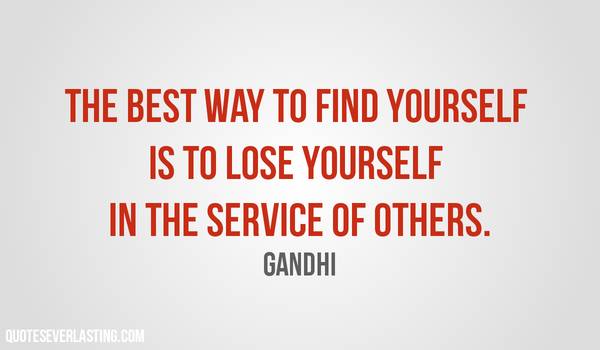 THE BEST WAY TO FIND YOURSELF
IS TO LOSE YOURSELF
IN THE SERVICE OF OTHERS.
GANDHI
QUOTESEVERLASTING.COM